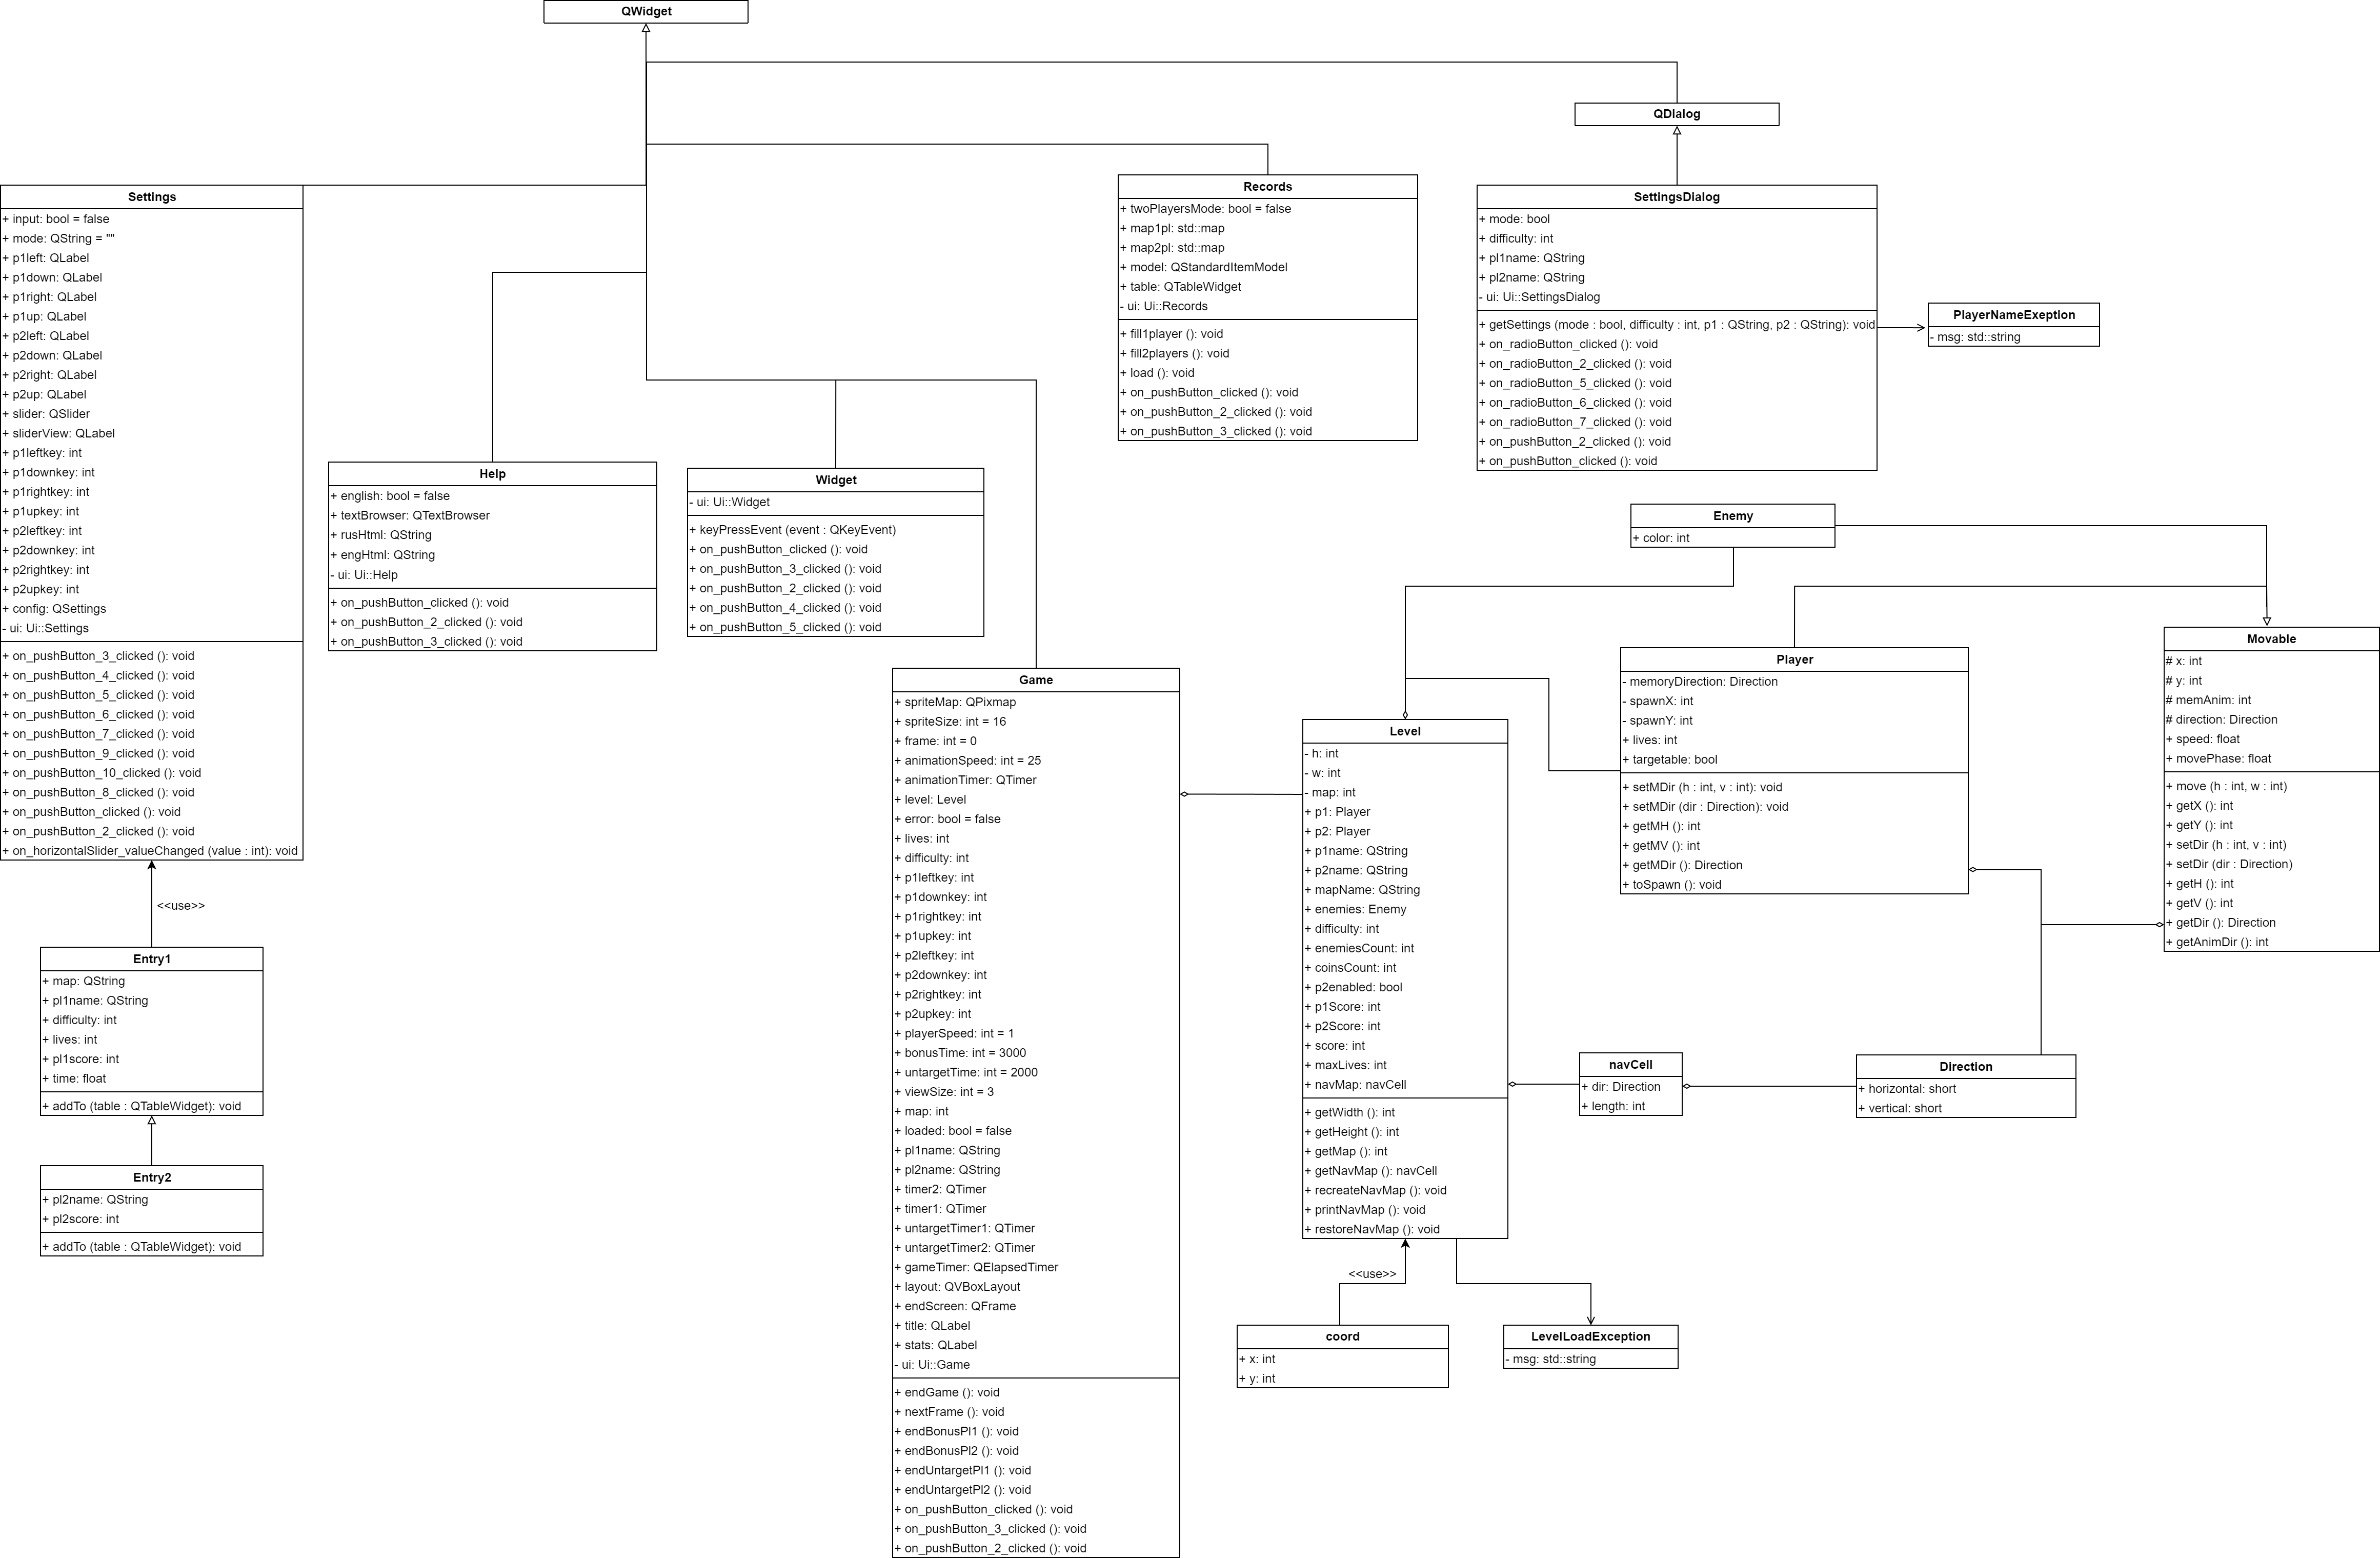 QWidget
QDialog
Settings
+ input: bool = false
+ mode: QString = ""
+ p1left: QLabel
+ p1down: QLabel
+ p1right: QLabel
+ p1up: QLabel
+ p2left: QLabel
+ p2down: QLabel
+ p2right: QLabel
+ p2up: QLabel
+ slider: QSlider
+ sliderView: QLabel
+ p1leftkey: int
+ p1downkey: int
+ p1rightkey: int
+ p1upkey: int
+ p2leftkey: int
+ p2downkey: int
+ p2rightkey: int
+ p2upkey: int
+ config: QSettings
- ui: Ui::Settings
+ on_pushButton_3_clicked (): void
+ on_pushButton_4_clicked (): void
+ on_pushButton_5_clicked (): void
+ on_pushButton_6_clicked (): void
+ on_pushButton_7_clicked (): void
+ on_pushButton_9_clicked (): void
+ on_pushButton_10_clicked (): void
+ on_pushButton_8_clicked (): void
+ on_pushButton_clicked (): void
+ on_pushButton_2_clicked (): void
+ on_horizontalSlider_valueChanged (value : int): void
<<use>>
Entry1
+ map: QString
+ pl1name: QString
+ difficulty: int
+ lives: int
+ pl1score: int
+ time: float
+ addTo (table : QTableWidget): void
Entry2
+ pl2name: QString
+ pl2score: int
+ addTo (table : QTableWidget): void
Help
+ english: bool = false
+ textBrowser: QTextBrowser
+ rusHtml: QString
+ engHtml: QString
- ui: Ui::Help
+ on_pushButton_clicked (): void
+ on_pushButton_2_clicked (): void
+ on_pushButton_3_clicked (): void
Widget
- ui: Ui::Widget
+ keyPressEvent (event : QKeyEvent)
+ on_pushButton_clicked (): void
+ on_pushButton_3_clicked (): void
+ on_pushButton_2_clicked (): void
+ on_pushButton_4_clicked (): void
+ on_pushButton_5_clicked (): void
Records
+ twoPlayersMode: bool = false
+ map1pl: std::map
+ map2pl: std::map
+ model: QStandardItemModel
+ table: QTableWidget
- ui: Ui::Records
+ fill1player (): void
+ fill2players (): void
+ load (): void
+ on_pushButton_clicked (): void
+ on_pushButton_2_clicked (): void
+ on_pushButton_3_clicked (): void
SettingsDialog
+ mode: bool
+ difficulty: int
+ pl1name: QString
+ pl2name: QString
- ui: Ui::SettingsDialog
+ getSettings (mode : bool, difficulty : int, p1 : QString, p2 : QString): void
+ on_radioButton_clicked (): void
+ on_radioButton_2_clicked (): void
+ on_radioButton_5_clicked (): void
+ on_radioButton_6_clicked (): void
+ on_radioButton_7_clicked (): void
+ on_pushButton_2_clicked (): void
+ on_pushButton_clicked (): void
PlayerNameExeption
- msg: std::string
Game
+ spriteMap: QPixmap
+ spriteSize: int = 16
+ frame: int = 0
+ animationSpeed: int = 25
+ animationTimer: QTimer
+ level: Level
+ error: bool = false
+ lives: int
+ difficulty: int
+ p1leftkey: int
+ p1downkey: int
+ p1rightkey: int
+ p1upkey: int
+ p2leftkey: int
+ p2downkey: int
+ p2rightkey: int
+ p2upkey: int
+ playerSpeed: int = 1
+ bonusTime: int = 3000
+ untargetTime: int = 2000
+ viewSize: int = 3
+ map: int
+ loaded: bool = false
+ pl1name: QString
+ pl2name: QString
+ timer2: QTimer
+ timer1: QTimer
+ untargetTimer1: QTimer
+ untargetTimer2: QTimer
+ gameTimer: QElapsedTimer
+ layout: QVBoxLayout
+ endScreen: QFrame
+ title: QLabel
+ stats: QLabel
- ui: Ui::Game
+ endGame (): void
+ nextFrame (): void
+ endBonusPl1 (): void
+ endBonusPl2 (): void
+ endUntargetPl1 (): void
+ endUntargetPl2 (): void
+ on_pushButton_clicked (): void
+ on_pushButton_3_clicked (): void
+ on_pushButton_2_clicked (): void
Enemy
+ color: int
Level
- h: int
- w: int
- map: int
+ p1: Player
+ p2: Player
+ p1name: QString
+ p2name: QString
+ mapName: QString
+ enemies: Enemy
+ difficulty: int
+ enemiesCount: int
+ coinsCount: int
+ p2enabled: bool
+ p1Score: int
+ p2Score: int
+ score: int
+ maxLives: int
+ navMap: navCell
+ getWidth (): int
+ getHeight (): int
+ getMap (): int
+ getNavMap (): navCell
+ recreateNavMap (): void
+ printNavMap (): void
+ restoreNavMap (): void
<<use>>
coord
+ x: int
+ y: int
LevelLoadException
- msg: std::string
Player
- memoryDirection: Direction
- spawnX: int
- spawnY: int
+ lives: int
+ targetable: bool
+ setMDir (h : int, v : int): void
+ setMDir (dir : Direction): void
+ getMH (): int
+ getMV (): int
+ getMDir (): Direction
+ toSpawn (): void
Movable
# x: int
# y: int
# memAnim: int
# direction: Direction
+ speed: float
+ movePhase: float
+ move (h : int, w : int)
+ getX (): int
+ getY (): int
+ setDir (h : int, v : int)
+ setDir (dir : Direction)
+ getH (): int
+ getV (): int
+ getDir (): Direction
+ getAnimDir (): int
navCell
+ dir: Direction
+ length: int
Direction
+ horizontal: short
+ vertical: short